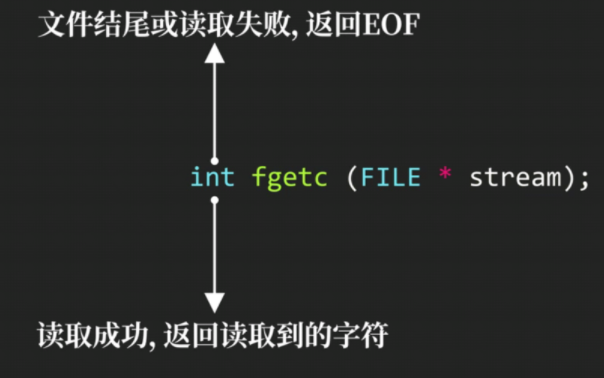 文件结尾或读取失败, 返回EOF
int fgetc (FILE * stream);
读取成功, 返回读取到的字符